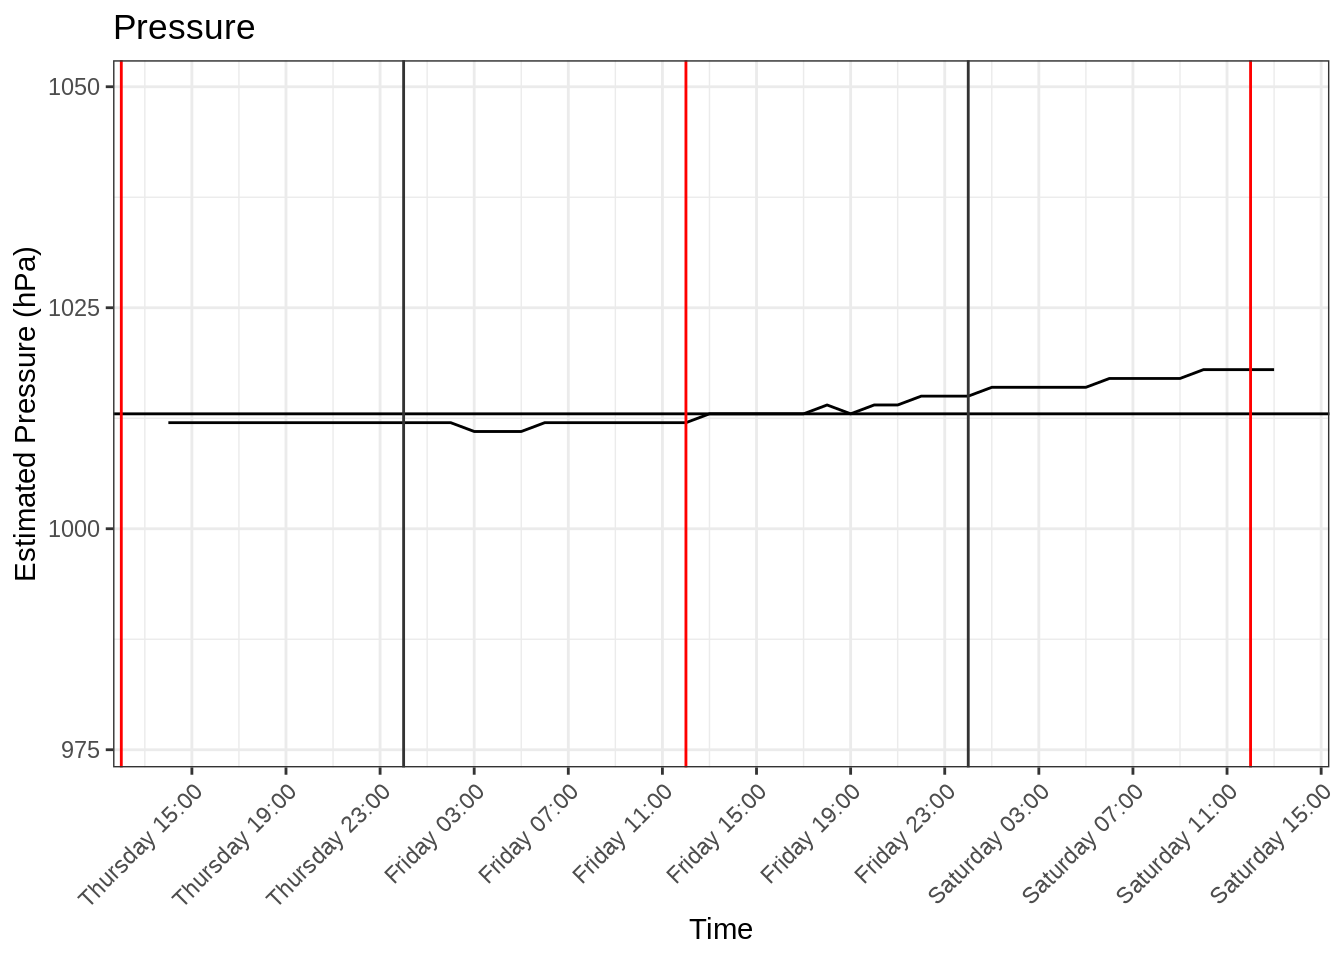 Pressure
Estimated Pressure (hPa)
1050
1025
1000
975
Thursday 15:00
Thursday 19:00
Thursday 23:00
Friday 03:00
Friday 07:00
Friday 11:00
Friday 15:00
Friday 19:00
Friday 23:00
Saturday 03:00
Saturday 07:00
Saturday 11:00
Saturday 15:00
Time